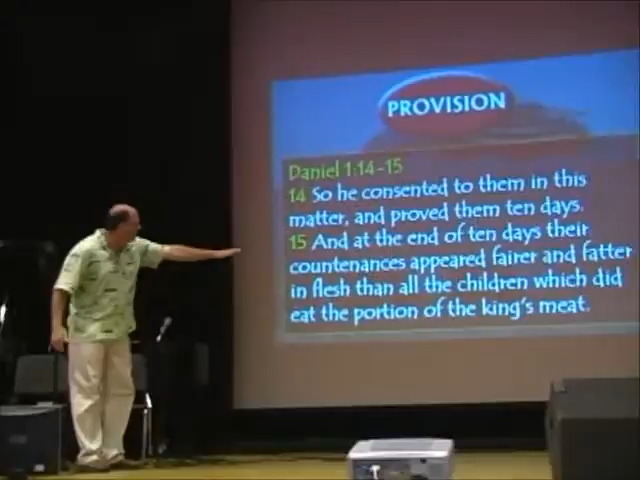 PROVISION
Daniel 1:14-15
14 So he consented to them in this
matter, and proved them ten days.
15 And at the end of ten days their
countenances appeared fairer and fatter
in flesh than all the children which did
eat the portion of the king's meat.